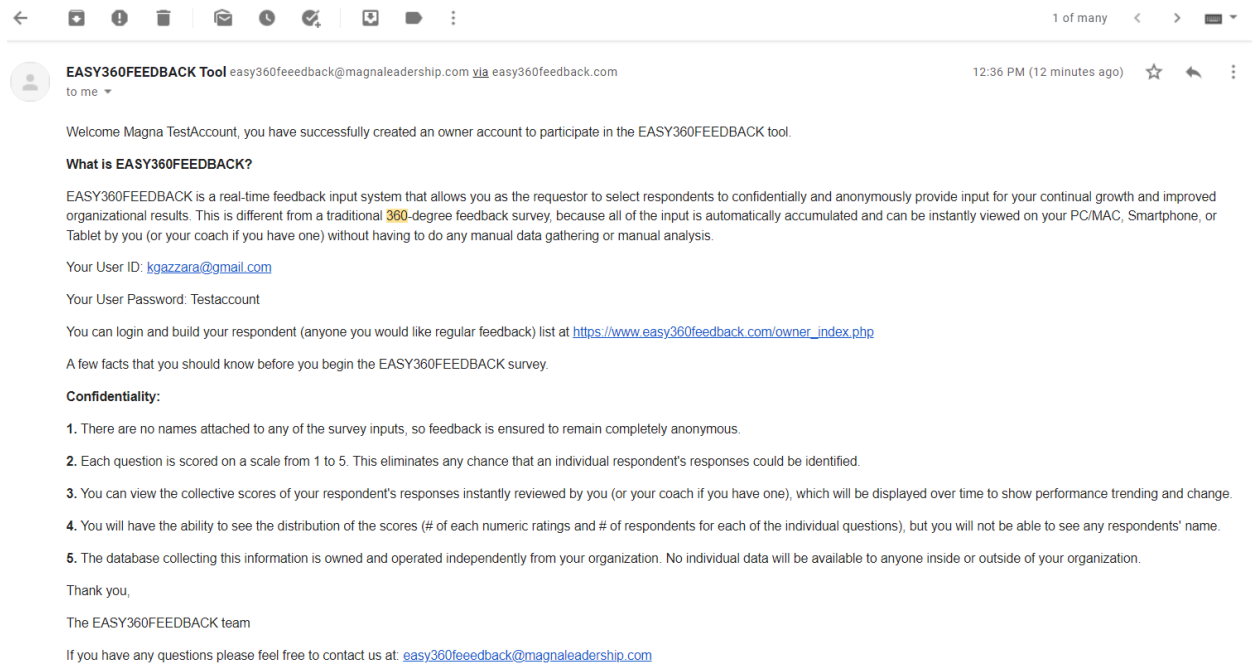 1 of many
EASY360FEEDBACK Tool easy360feeedback@magnaleadership.com via easy360feedback.com
12:36 PM (12 minutes ago)
to me
Welcome Magna TestAccount, you have successfully created an owner account to participate in the EASY360FEEDBACK tool.
What is EASY360FEEDBACK?
EASY360FEEDBACK is a real-time feedback input system that allows you as the requestor to select respondents to confidentially and anonymously provide input for your continual growth and improved
organizational results. This is different from a traditional 360-degree feedback survey, because all of the input is automatically accumulated and can be instantly viewed on your PC/MAC, Smartphone, or
Tablet by you (or your coach if you have one) without having to do any manual data gathering or manual analysis.
Your User ID: kgazzara@gmail.com
Your User Password: Testaccount
You can login and build your respondent (anyone you would like regular feedback) list at https://www.easy360feedback.com/owner_index.php
A few facts that you should know before you begin the EASY360FEEDBACK survey.
Confidentiality:
1. There are no names attached to any of the survey inputs, so feedback is ensured to remain completely anonymous.
2. Each question is scored on a scale from 1 to 5. This eliminates any chance that an individual respondent's responses could be identified.
3. You can view the collective scores of your respondent's responses instantly reviewed by you (or your coach if you have one), which will be displayed over time to show performance trending and change.
4. You will have the ability to see the distribution of the scores (# of each numeric ratings and # of respondents for each of the individual questions), but you will not be able to see any respondents' name.
5. The database collecting this information is owned and operated independently from your organization. No individual data will be available to anyone inside or outside of your organization.
Thank you,
The EASY360FEEDBACK team
If you have any questions please feel free to contact us at: easy360feeedback@magnaleadership.com